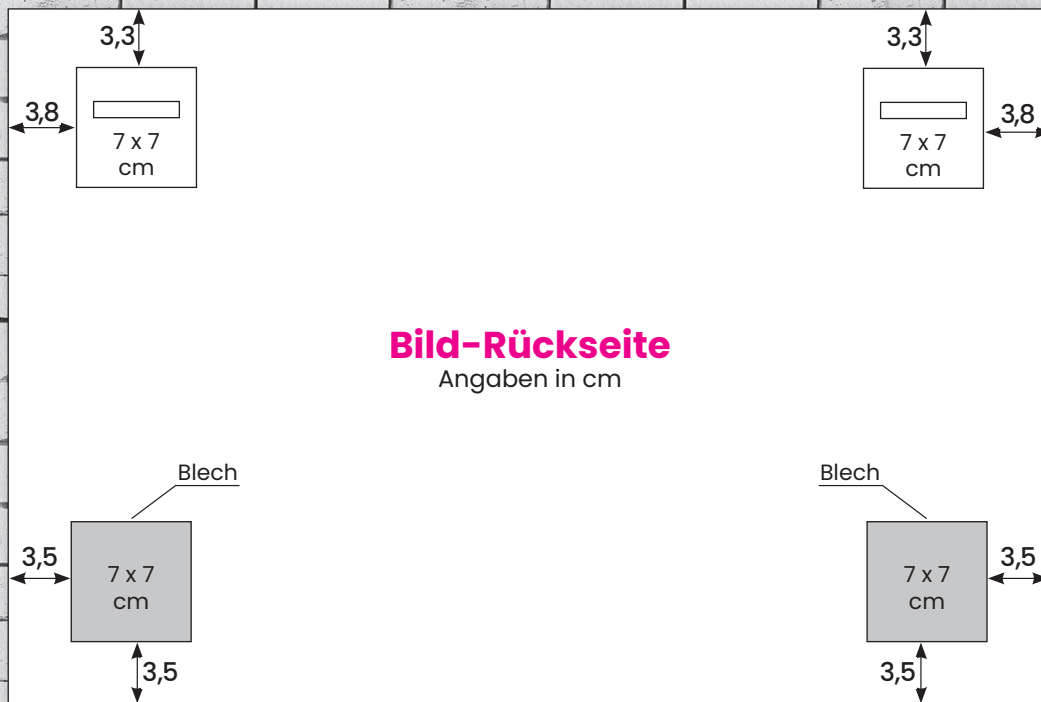 3,3
3,3
3,8
3,8
7 x 7
cm
7 x 7
cm
Bild-Rückseite
Angaben in cm
Blech
Blech
3,5
3,5
7 x 7
cm
7 x 7
cm
3,5
3,5